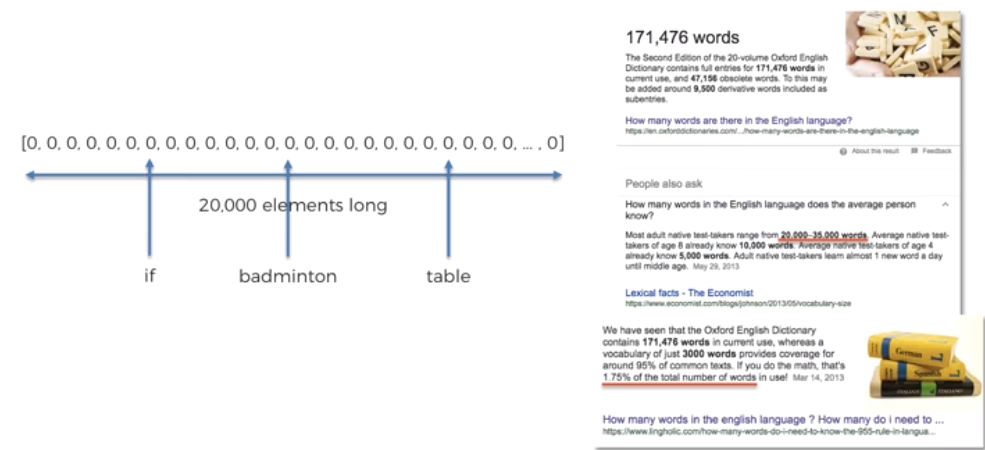 [0, 0, 0, 0, 0, 0, 0, 0, 0, 0, 0, 0, 0, 0, 0, 0, 0, 0, 0, 0, 0, 0, 0, 0, 0, ... , 0]
20,000 elements long
if
badminton
table
171,476 words
The Second Edition of the 20-volume Oxford English
Dictionary contains full entries for 171,476 words in
current use, and 47,156 obsolete words. To this may
be added around 9,500 derivative words included as
subentries.
How many words are there in the English language?
https://en.oxforddictionaries.com/.../how-many-words-are-there-in-the-english-language
About this result
Feedback
People also ask
How many words in the English language does the average person
know?
Most adult native test-takers range from 20,000–35,000 words. Average native test-
takers of age 8 already know 10,000 words. Average native test-takers of age 4
already know 5,000 words. Adult native test-takers learn almost 1 new word a day
until middle age. May 29, 2013
Lexical facts - The Economist
https://www.economist.com/blogs/johnson/2013/05/vocabulary-size
We have seen that the Oxford English Dictionary
contains 171,476 words in current use, whereas a
vocabulary of just 3000 words provides coverage for
around 95% of common texts. If you do the math, that's
1.75% of the total number of words in use! Mar 14, 2013
German
Spanish
ITALIANO
How many words in the english language ? How many do i need to ...
https://www.lingholic.com/how-many-words-do-i-need-to-know-the-955-rule-in-langua...